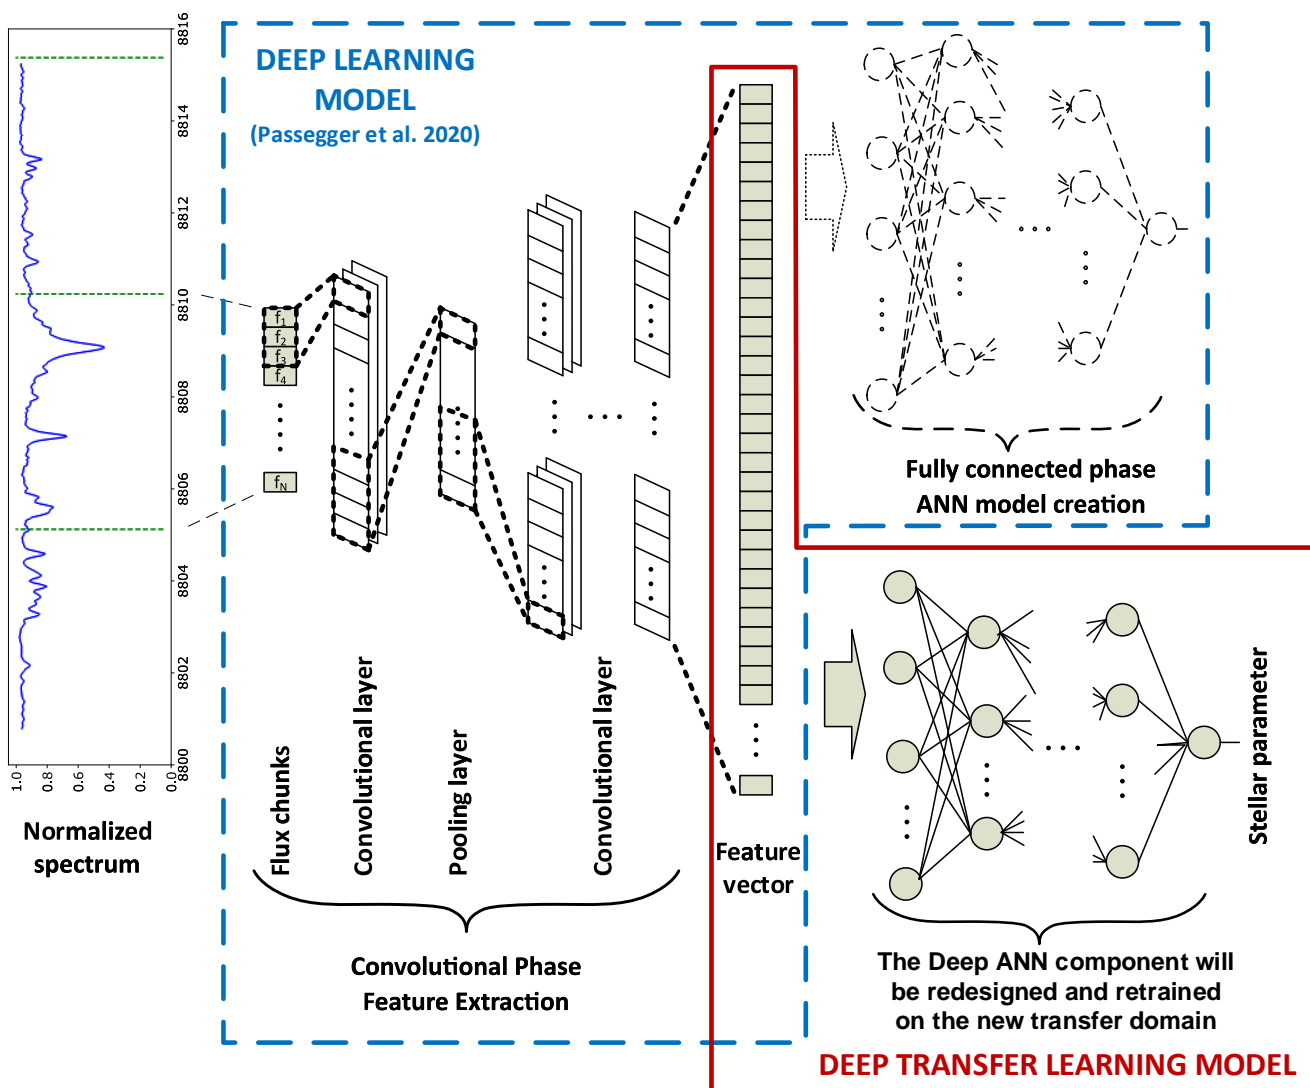 DEEP LEARNING
MODEL
(Passegger et al. 2020)
8816
8814
8812
8810
8808
8806
8804
8802
8800
1.0
0.8
0.6
0.4
0.2
0.0
Normalized
spectrum
f1
f2
f3
f4
fN
Flux chunks
Convolutional layer
Pooling layer
Convolutional layer
Convolutional Phase
Feature Extraction
Feature
vector
Fully connected phase
ANN model creation
Stellar parameter
The Deep ANN component will
be redesigned and retrained
on the new transfer domain
DEEP TRANSFER LEARNING MODEL